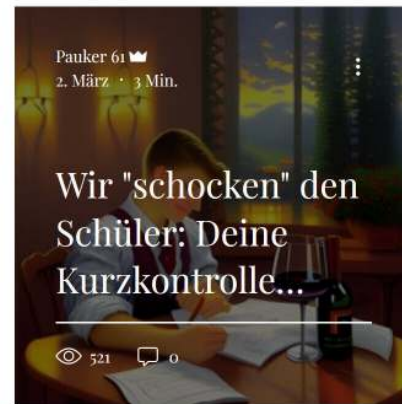 Pauker 61
2. März · 3 Min.
Wir "schocken" den
Schüler: Deine
Kurzkontrolle...
521 0